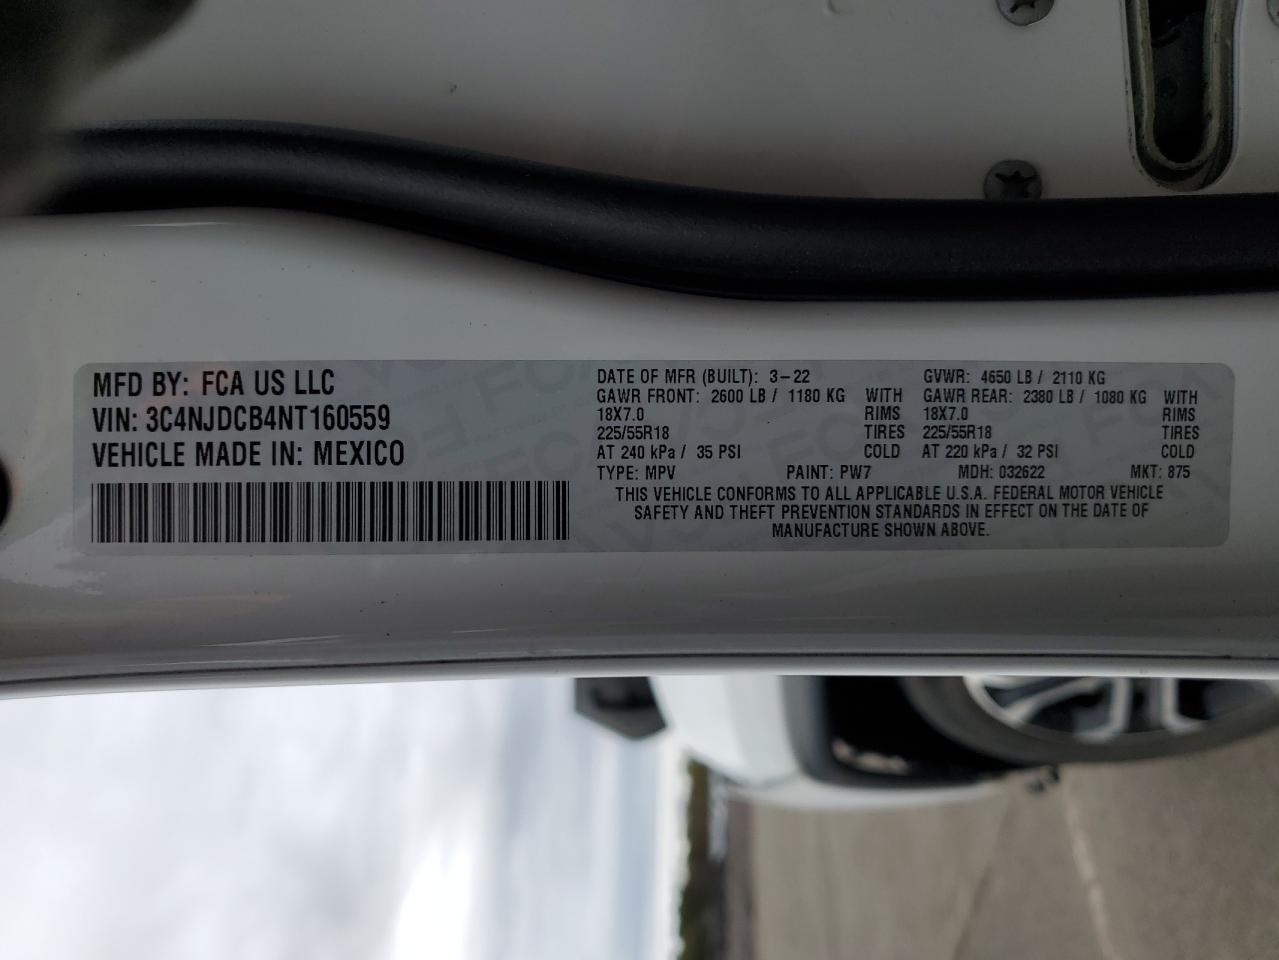 MFD BY: FCA US LLC
VIN: 3C4NJDCB4NT160559
VEHICLE MADE IN: MEXICO
DATE OF MFR (BUILT): 3-22 GVWR: 4650 LB / 2110 KG
GAWR FRONT: 2600 LB / 1180 KG WITH GAWR REAR: 2380 LB / 1080 KG WITH
18X7.0 RIMS 18X7.0 RIMS
225/55R18 TIRES 225/55R18 TIRES
AT 240 kPa / 35 PSI COLD AT 220 kPa / 32 PSI COLD
TYPE: MPV PAINT: PW7 MDH: 032622 MKT: 875
THIS VEHICLE CONFORMS TO ALL APPLICABLE U.S.A. FEDERAL MOTOR VEHICLE
SAFETY AND THEFT PREVENTION STANDARDS IN EFFECT ON THE DATE OF
MANUFACTURE SHOWN ABOVE.